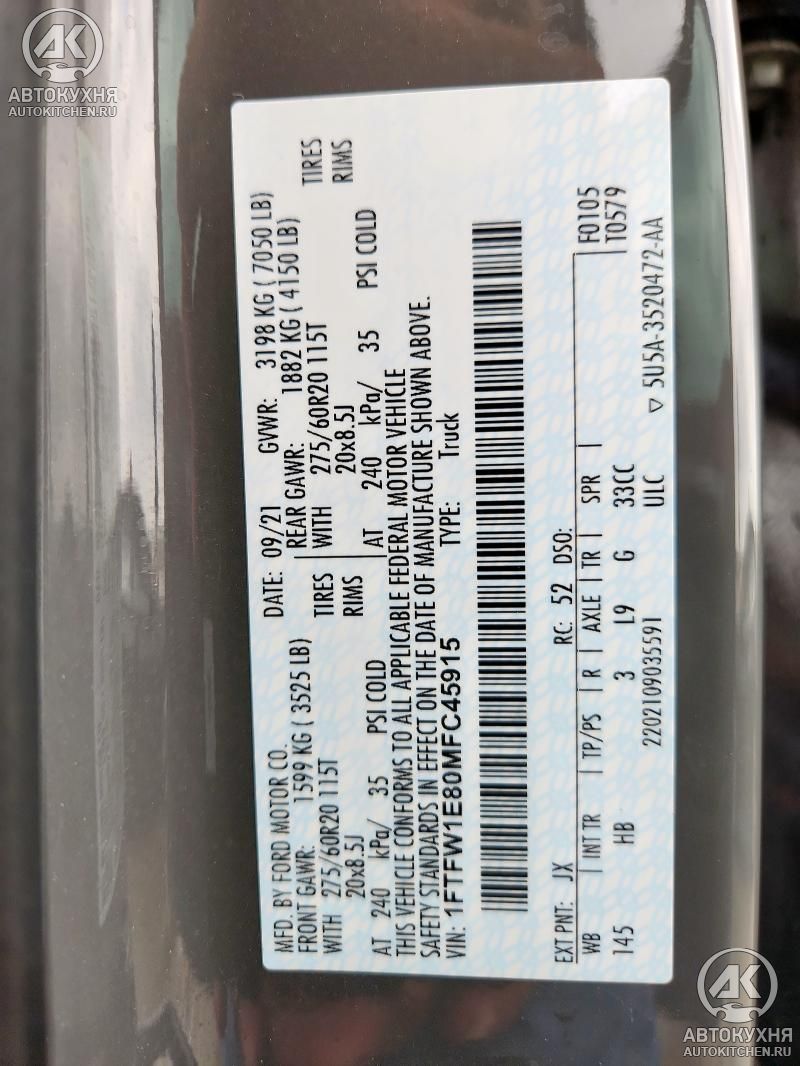 AK
АВТОКУХНЯ
AUTOKITCHEN.RU
MFD. BY FORD MOTOR CO.
DATE: 09/21 GVWR: 3198 KG ( 7050 LB)
FRONT GAWR: 1599 KG ( 3525 LB) REAR GAWR: 1882 KG ( 4150 LB)
WITH 275/60R20 115T TIRES WITH 275/60R20 115T TIRES
20x8.5J RIMS 20x8.5J RIMS
AT 240 kPa/ 35 PSI COLD AT 240 kPa/ 35 PSI COLD
THIS VEHICLE CONFORMS TO ALL APPLICABLE FEDERAL MOTOR VEHICLE
SAFETY STANDARDS IN EFFECT ON THE DATE OF MANUFACTURE SHOWN ABOVE.
VIN: 1FTFW1E80MFC45915 TYPE: Truck
EXT PNT: JX RC: 52 DSO: F0105
WB INT TR TP/PS R AXLE TR SPR T0579
145 HB 3 L9 G 33CC
2202109035591 ULC ▽ 5U5A-3520472-AA
AK
АВТОКУХНЯ
AUTOKITCHEN.RU